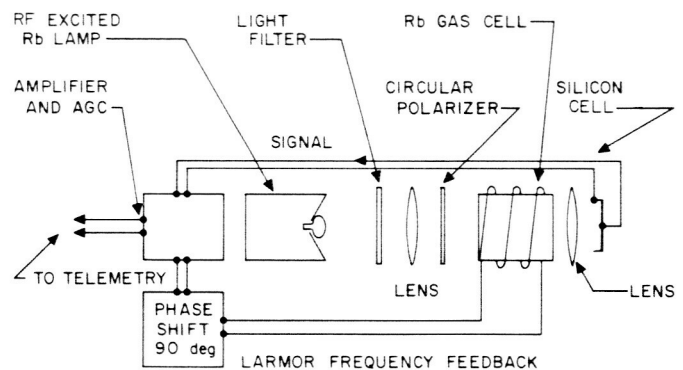 RF EXCITED
Rb LAMP
LIGHT
FILTER
Rb GAS CELL
AMPLIFIER
AND AGC
CIRCULAR
POLARIZER
SILICON
CELL
SIGNAL
TO TELEMETRY
LENS
LENS
PHASE
SHIFT
90 deg
LARMOR FREQUENCY FEEDBACK